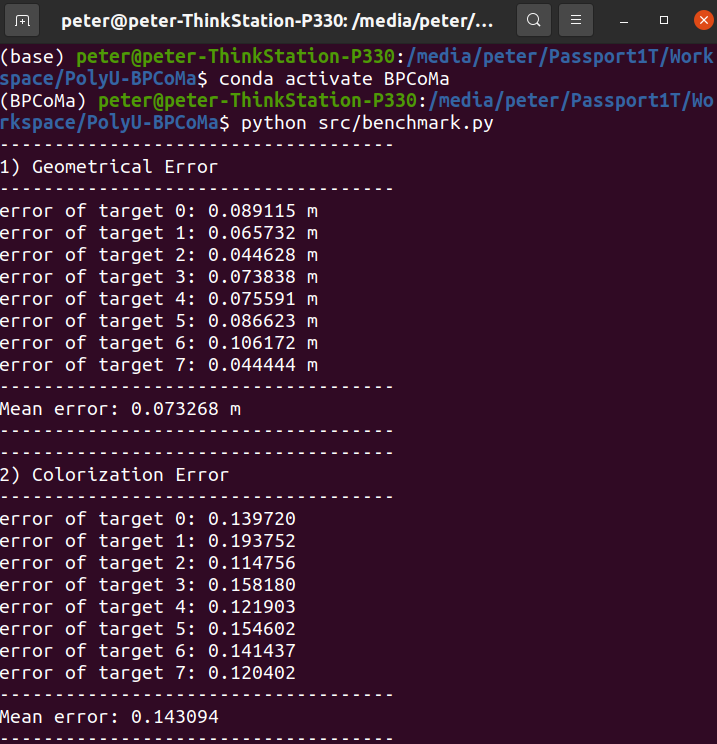 peter@peter-ThinkStation-P330: /media/peter/...
(base) peter@peter-ThinkStation-P330:/media/peter/Passport1T/Work
space/PolyU-BPCoMa$ conda activate BPCoMa
(BPCoMa) peter@peter-ThinkStation-P330:/media/peter/Passport1T/Wo
rkspace/PolyU-BPCoMa$ python src/benchmark.py
------------------------------------
1) Geometrical Error
------------------------------------
error of target 0: 0.089115 m
error of target 1: 0.065732 m
error of target 2: 0.044628 m
error of target 3: 0.073838 m
error of target 4: 0.075591 m
error of target 5: 0.086623 m
error of target 6: 0.106172 m
error of target 7: 0.044444 m
------------------------------------
Mean error: 0.073268 m
------------------------------------
------------------------------------
2) Colorization Error
------------------------------------
error of target 0: 0.139720
error of target 1: 0.193752
error of target 2: 0.114756
error of target 3: 0.158180
error of target 4: 0.121903
error of target 5: 0.154602
error of target 6: 0.141437
error of target 7: 0.120402
------------------------------------
Mean error: 0.143094
------------------------------------